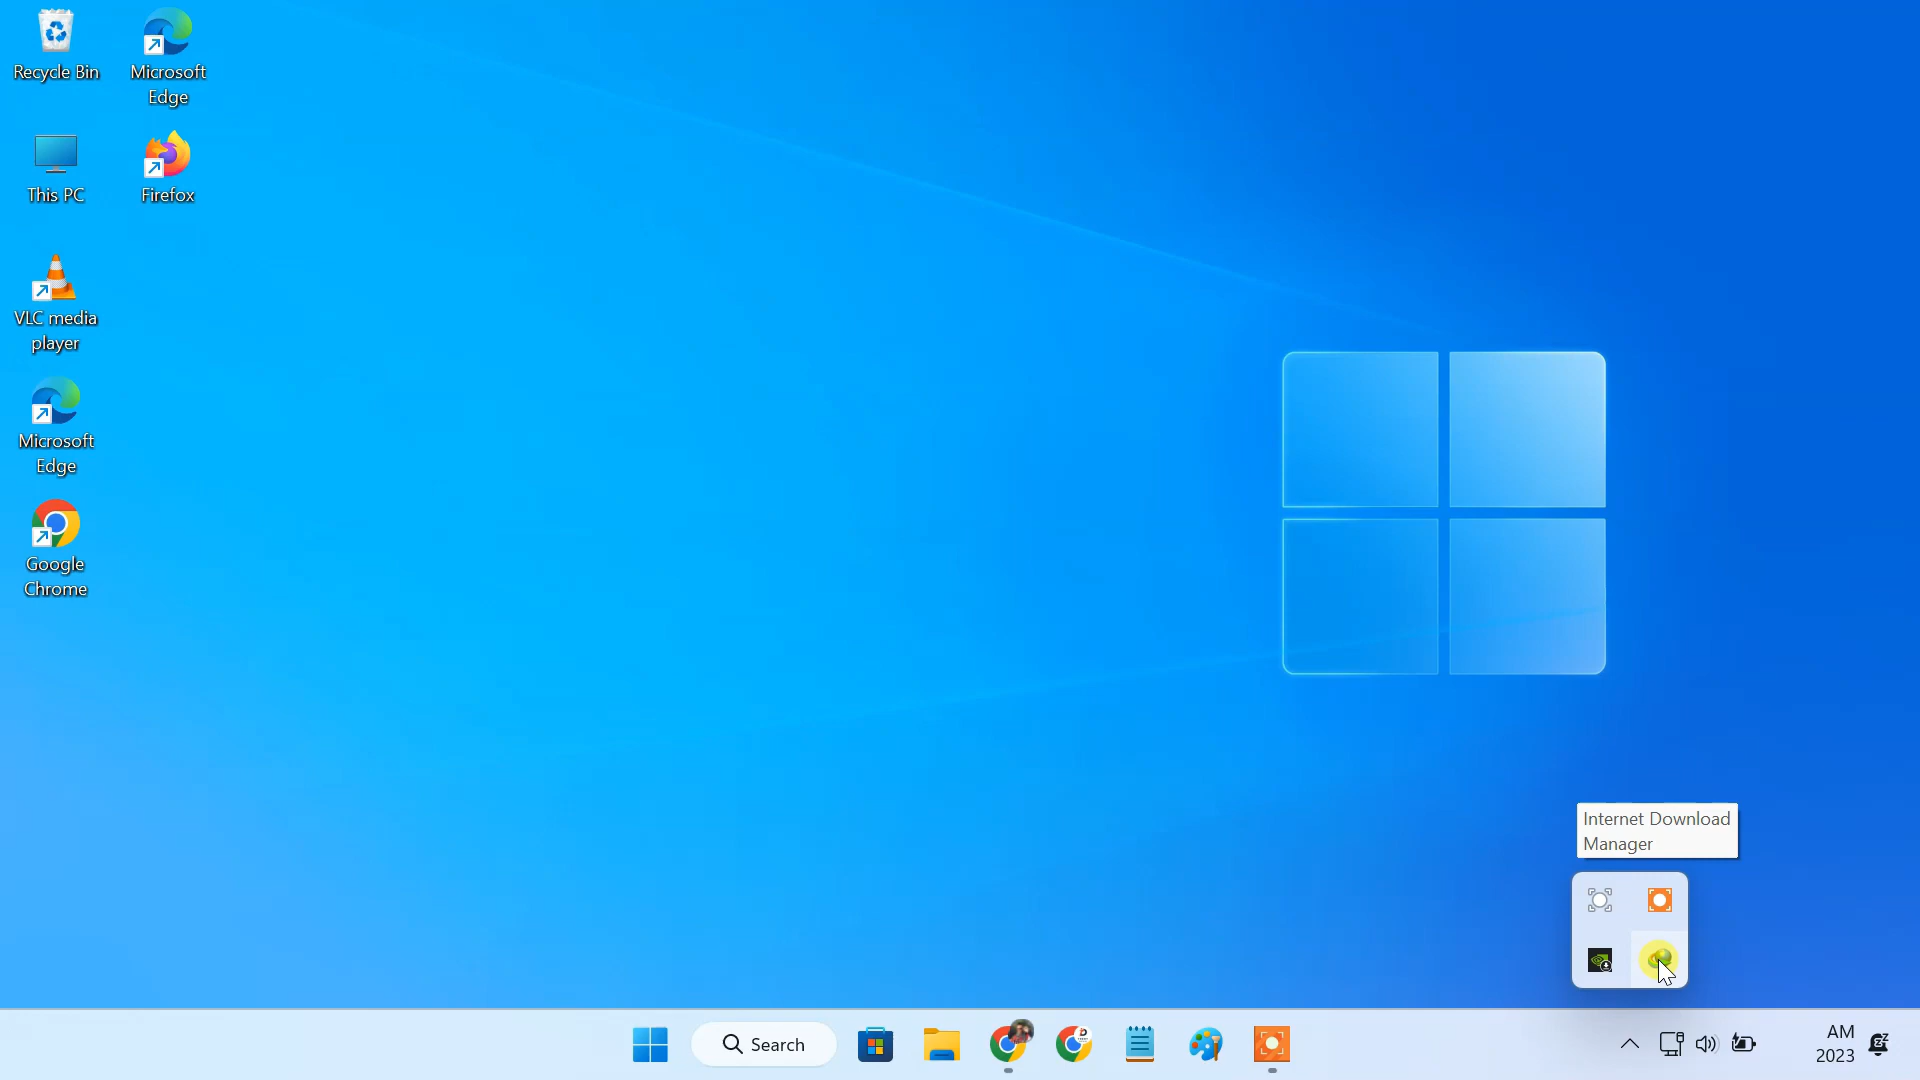 Recycle Bin
Microsoft
Edge
This PC
Firefox
VLC media
player
Microsoft
Edge
Google
Chrome
Internet Download
Manager
Search
AM
2023